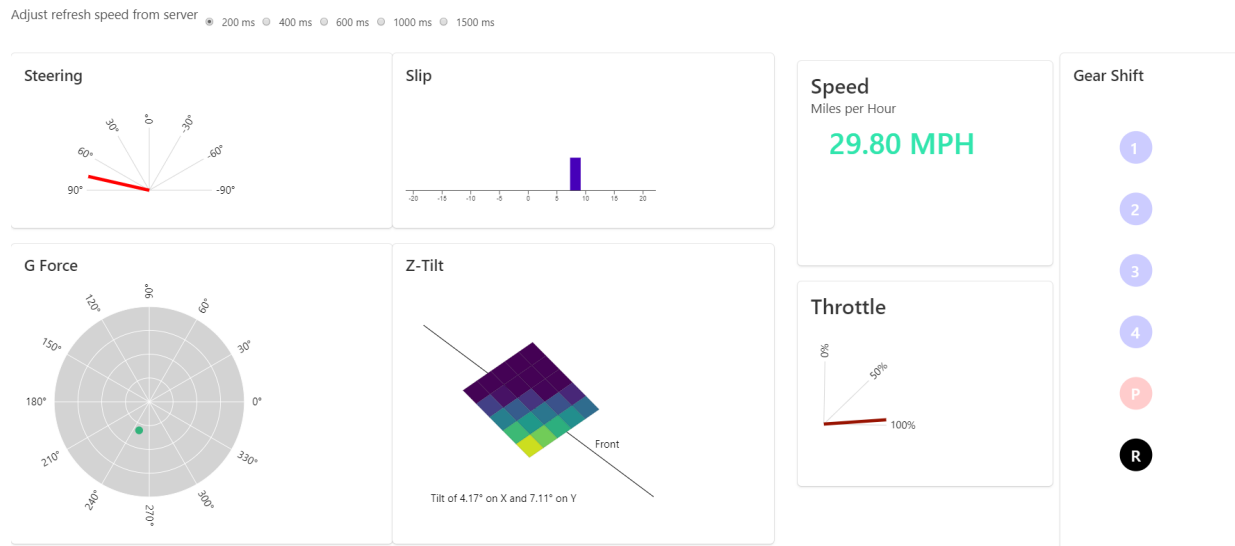 Adjust refresh speed from server 200 ms 400 ms 600 ms 1000 ms 1500 ms
Steering
90°
60°
30°
0°
-30°
-60°
-90°
Slip
-20 -15 -10 -5 0 5 10 15 20
Speed
Miles per Hour
29.80 MPH
Gear Shift
1
2
3
4
P
R
G Force
90°
120°
60°
150°
30°
180°
0°
210°
330°
240°
300°
270°
Z-Tilt
Front
Tilt of 4.17° on X and 7.11° on Y
Throttle
0%
50%
100%